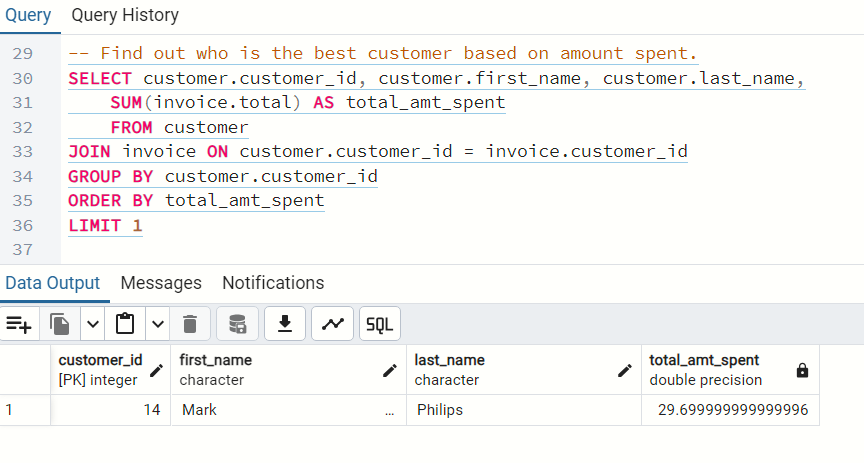 Query Query History
29 -- Find out who is the best customer based on amount spent.
30 SELECT customer.customer_id, customer.first_name, customer.last_name,
31 SUM(invoice.total) AS total_amt_spent
32 FROM customer
33 JOIN invoice ON customer.customer_id = invoice.customer_id
34 GROUP BY customer.customer_id
35 ORDER BY total_amt_spent
36 LIMIT 1
37
Data Output Messages Notifications
SQL
customer_id first_name last_name total_amt_spent
[PK] integer character character double precision
1 14 Mark ... Philips 29.699999999999996